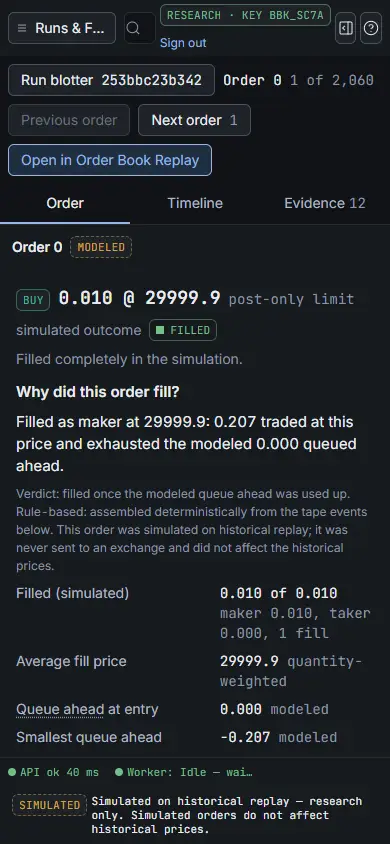 Runs & F...
RESEARCH · KEY BBK_SC7A
Sign out
Run blotter 253bbc23b342 Order 0 1 of 2,060
Previous order Next order 1
Open in Order Book Replay
Order Timeline Evidence 12
Order 0 MODELED
BUY 0.010 @ 29999.9 post-only limit
simulated outcome FILLED
Filled completely in the simulation.
Why did this order fill?
Filled as maker at 29999.9: 0.207 traded at this
price and exhausted the modeled 0.000 queued
ahead.
Verdict: filled once the modeled queue ahead was used up.
Rule-based: assembled deterministically from the tape events
below. This order was simulated on historical replay; it was
never sent to an exchange and did not affect the historical
prices.
Filled (simulated) 0.010 of 0.010
maker 0.010, taker
0.000, 1 fill
Average fill price 29999.9 quantity-
weighted
Queue ahead at entry 0.000 modeled
Smallest queue ahead -0.207 modeled
API ok 40 ms Worker: Idle — wai…
SIMULATED Simulated on historical replay — research
only. Simulated orders do not affect
historical prices.